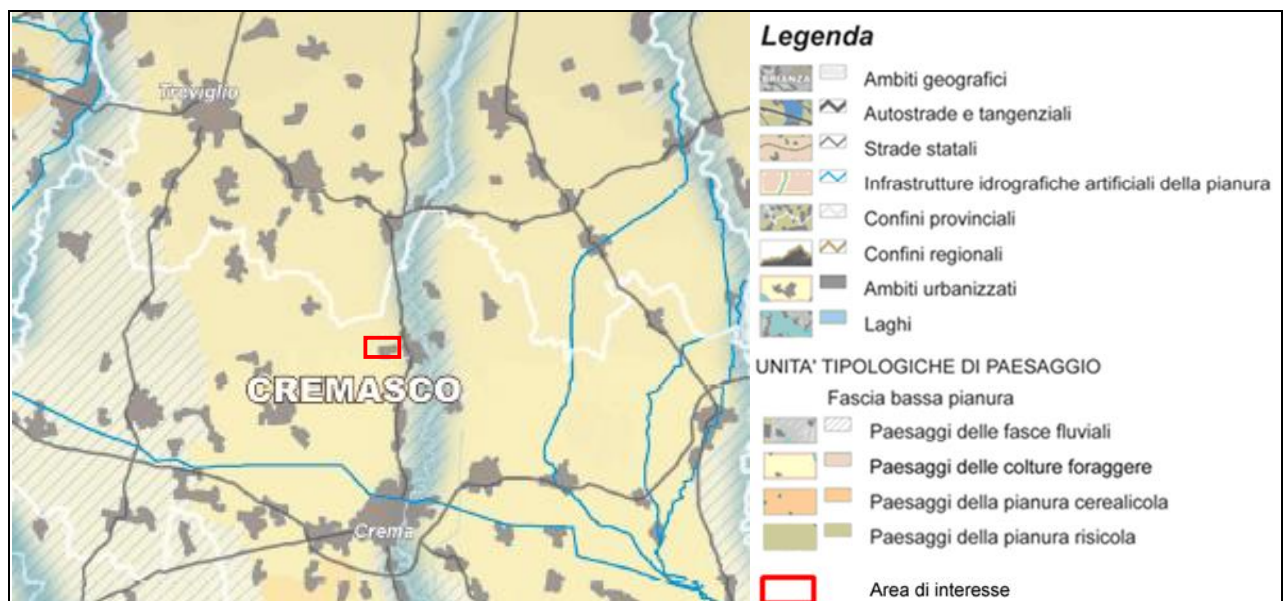 Treviglio
CREMASCO
Crema
Legenda
BRIANZA
Ambiti geografici
Autostrade e tangenziali
Strade statali
Infrastrutture idrografiche artificiali della pianura
Confini provinciali
Confini regionali
Ambiti urbanizzati
Laghi
UNITA' TIPOLOGICHE DI PAESAGGIO
Fascia bassa pianura
Paesaggi delle fasce fluviali
Paesaggi delle colture foraggere
Paesaggi della pianura cerealicola
Paesaggi della pianura risicola
Area di interesse